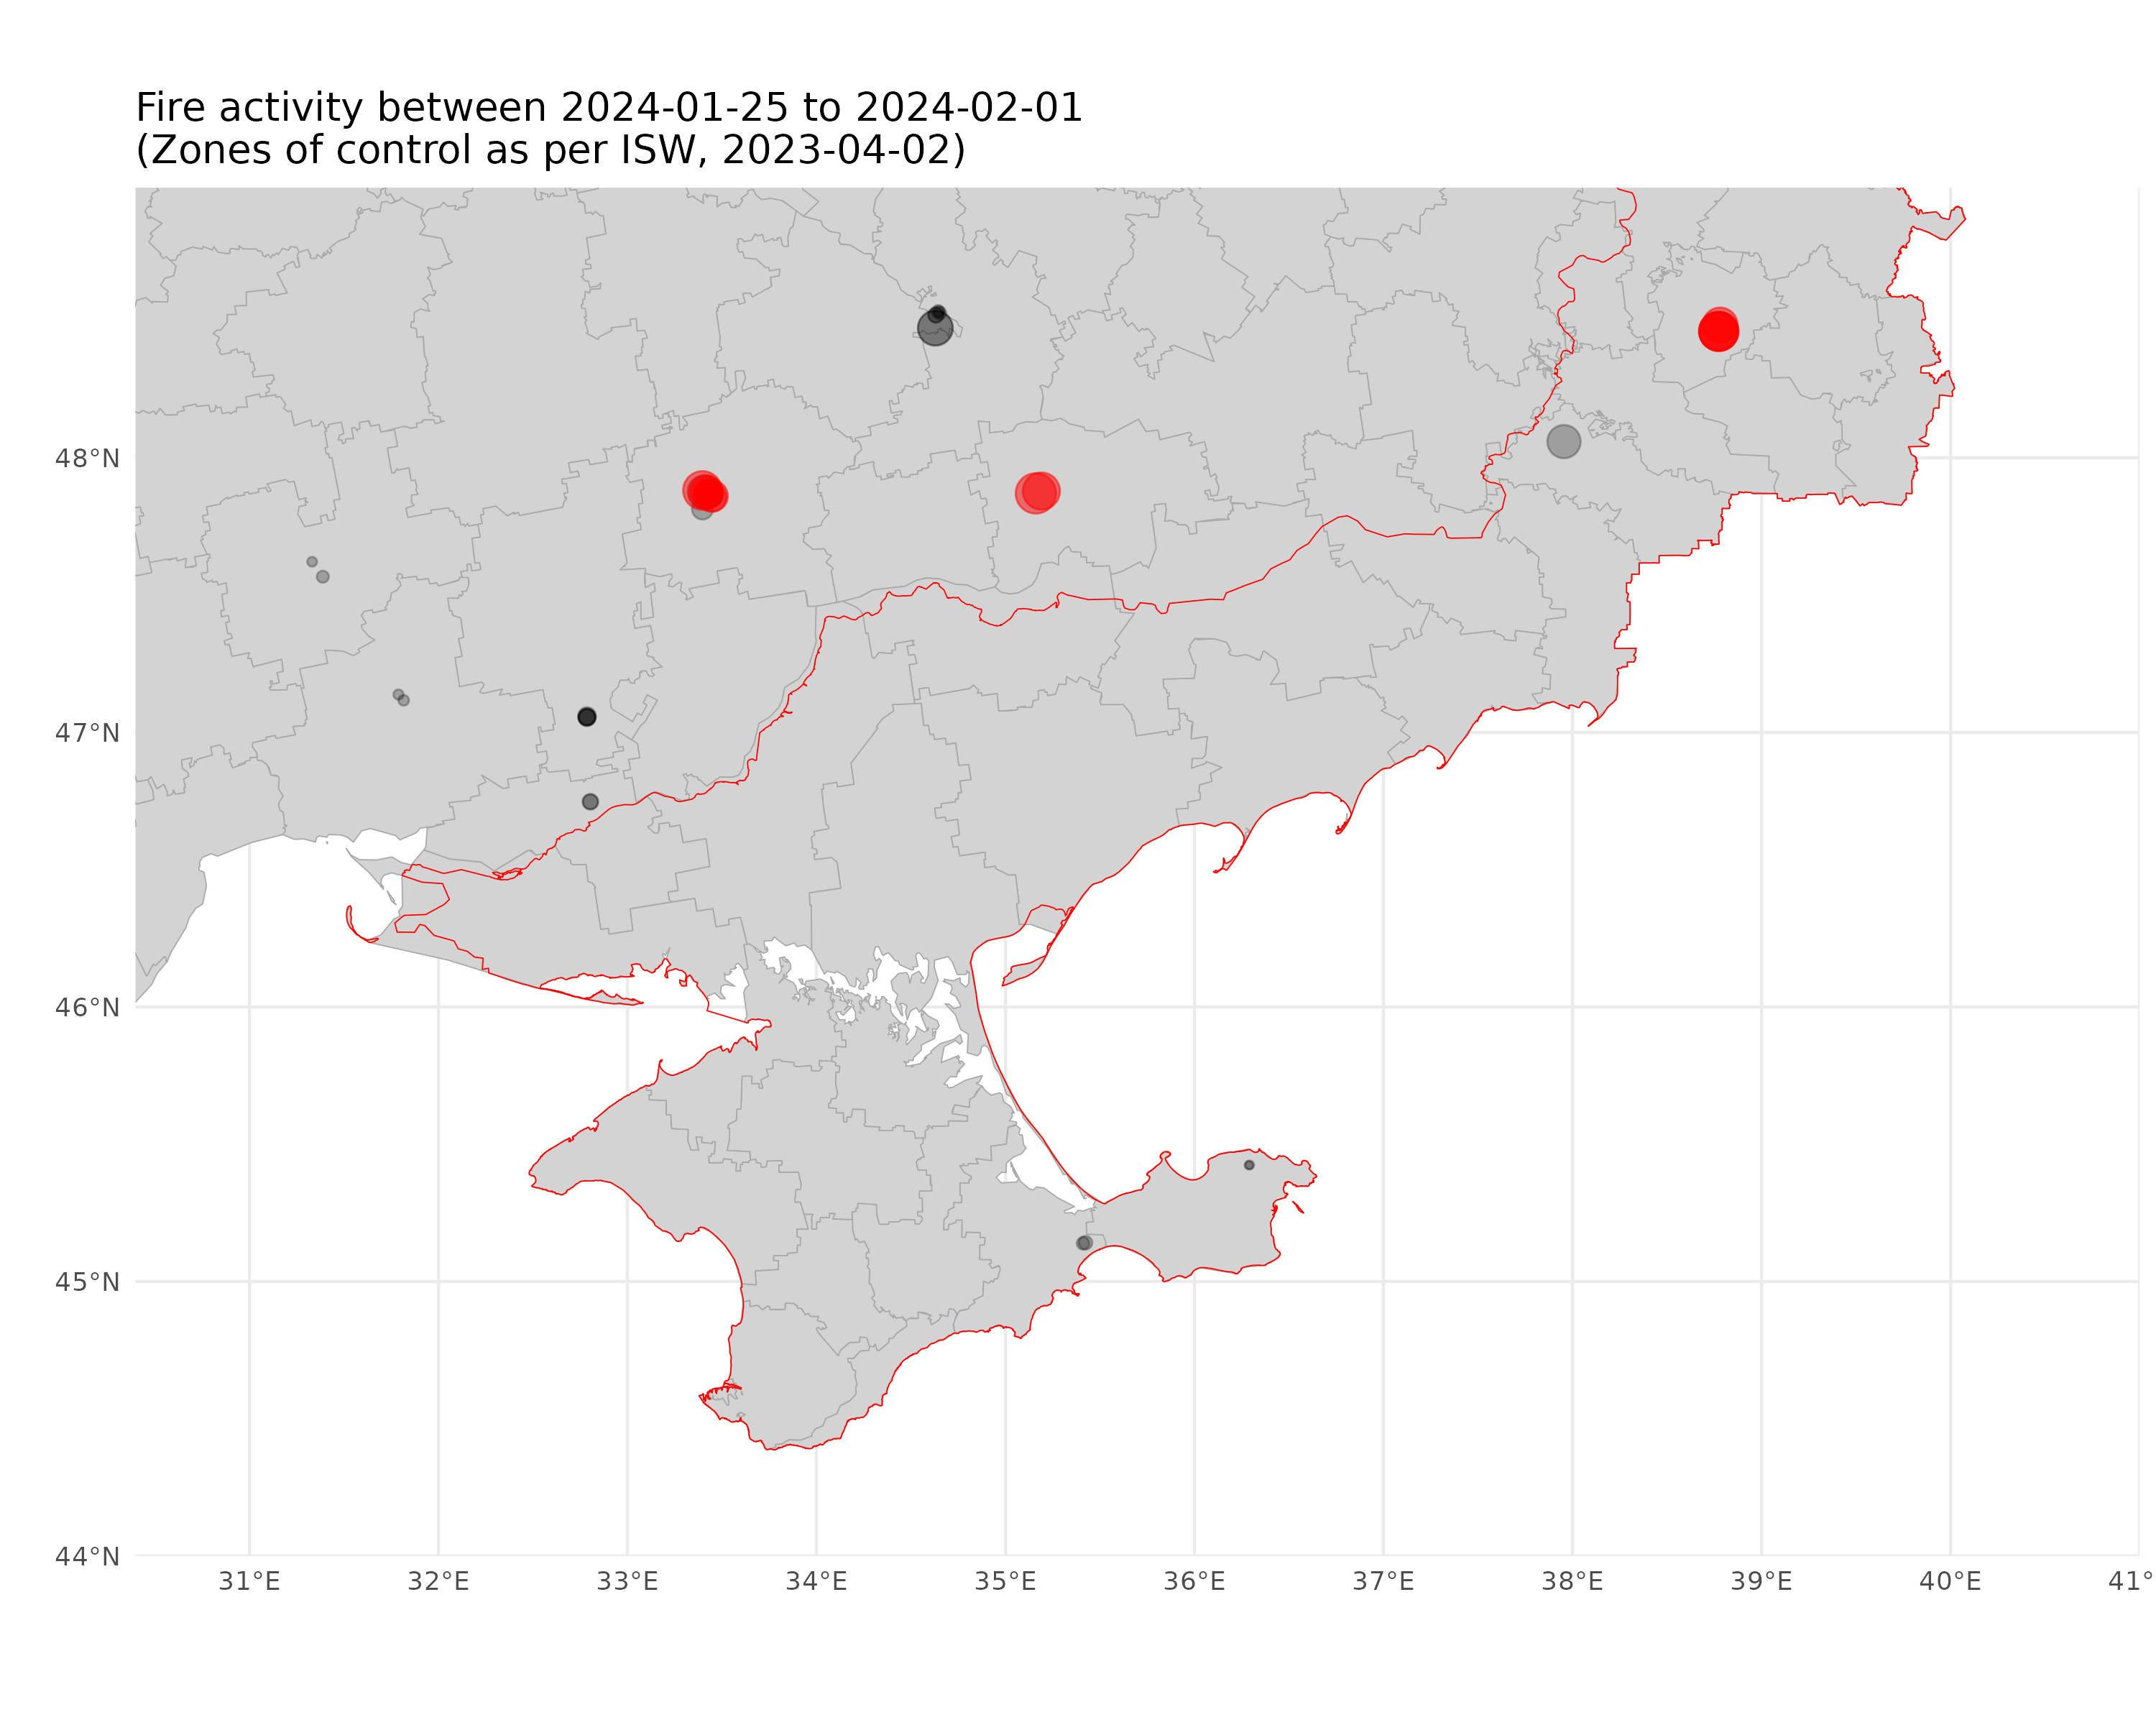 Fire activity between 2024-01-25 to 2024-02-01
(Zones of control as per ISW, 2023-04-02)
48°N
47°N
46°N
45°N
44°N
31°E 32°E 33°E 34°E 35°E 36°E 37°E 38°E 39°E 40°E 41°